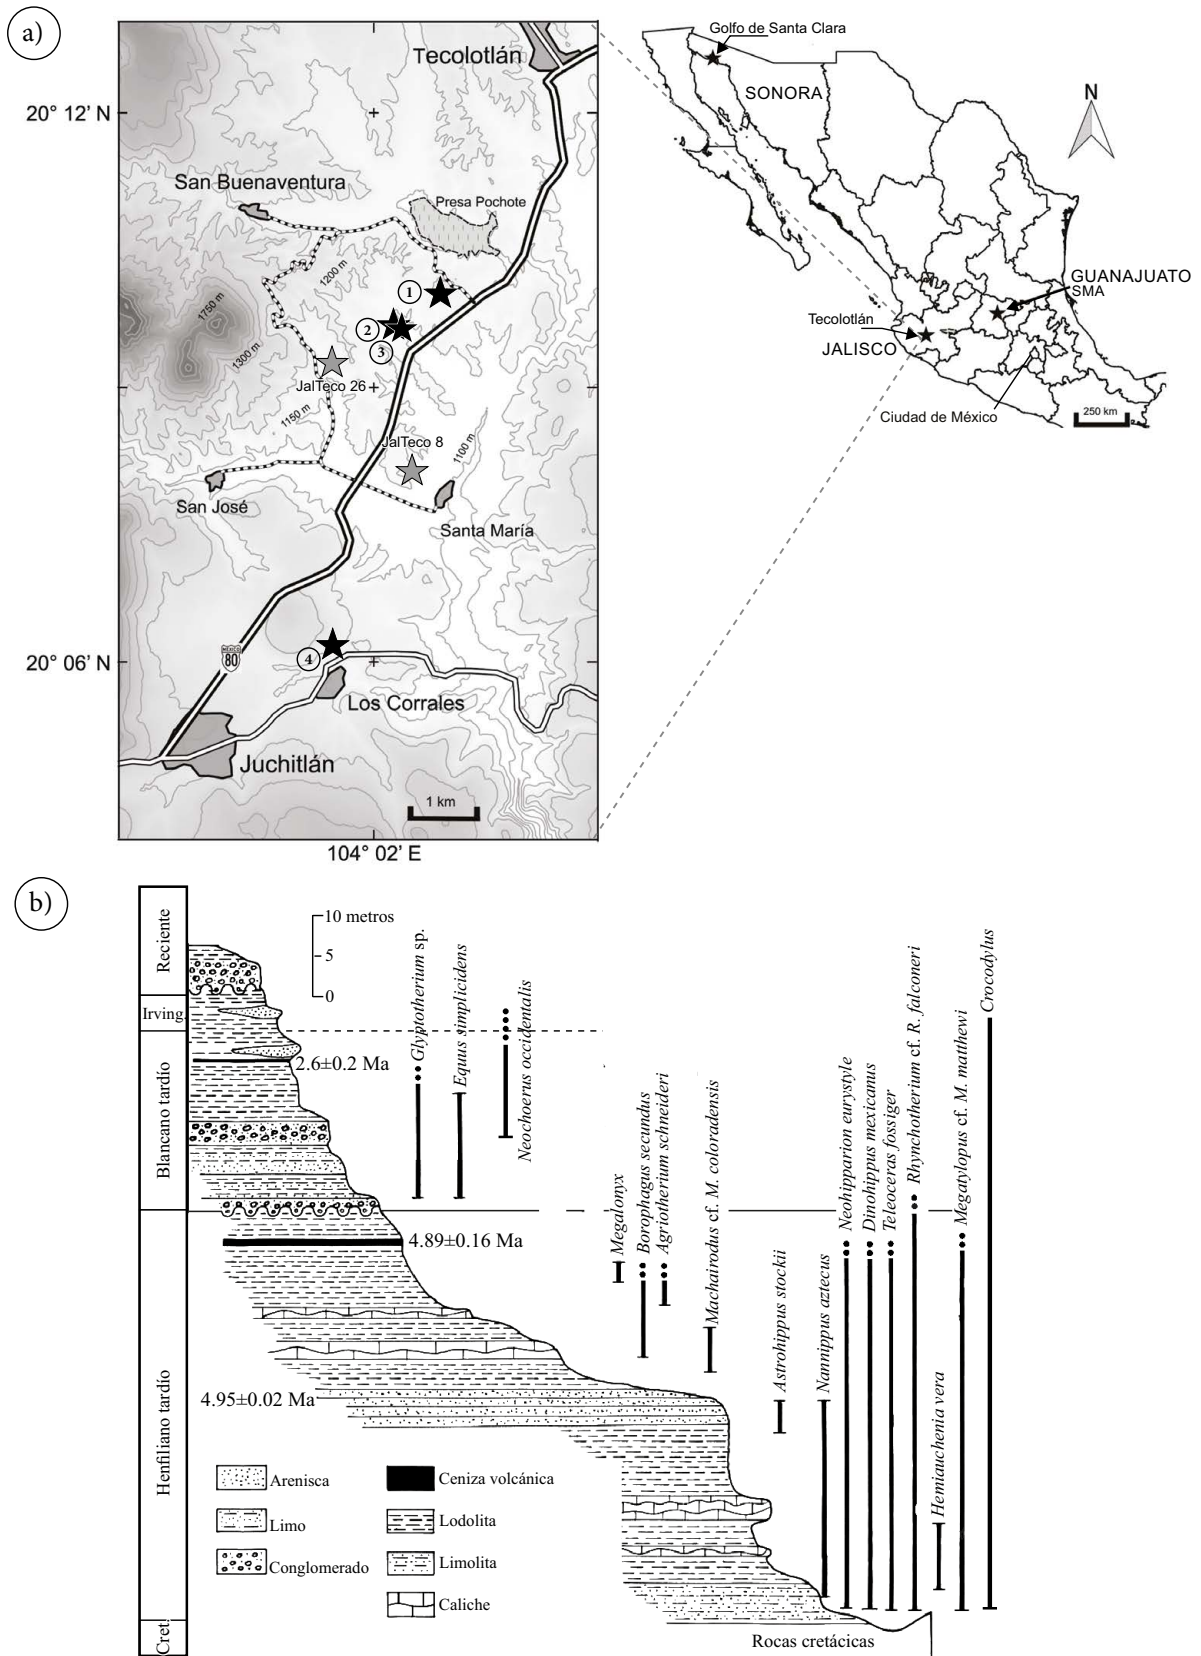 a)
Tecolotlán
20° 12’ N
San Buenaventura
Presa Pochote
1200 m
1750 m
1300 m
1
2
3
JalTeco 26
1150 m
JalTeco 8
1100 m
San José
Santa María
MEXICO
80
4
20° 06’ N
Los Corrales
Juchitlán
1 km
104° 02’ E
Golfo de Santa Clara
SONORA
N
GUANAJUATO
SMA
Tecolotlán
JALISCO
Ciudad de México
250 km
b)
Reciente
Irving.
Blancano tardío
Henfiliano tardío
Cret.
10 metros
5
0
2.6±0.2 Ma
4.89±0.16 Ma
4.95±0.02 Ma
Glyptotherium sp.
Equus simplicidens
Neochoerus occidentalis
Megalonyx
Borophagus secundus
Agriotherium schneideri
Machairodus cf. M. coloradensis
Astrohippus stockii
Nannippus aztecus
Neohipparion eurystyle
Dinohippus mexicanus
Teleoceras fossiger
Rhynchotherium cf. R. falconeri
Hemiauchenia vera
Megatylopus cf. M. matthewi
Crocodylus
Arenisca
Limo
Conglomerado
Ceniza volcánica
Lodolita
Limolita
Caliche
Rocas cretácicas